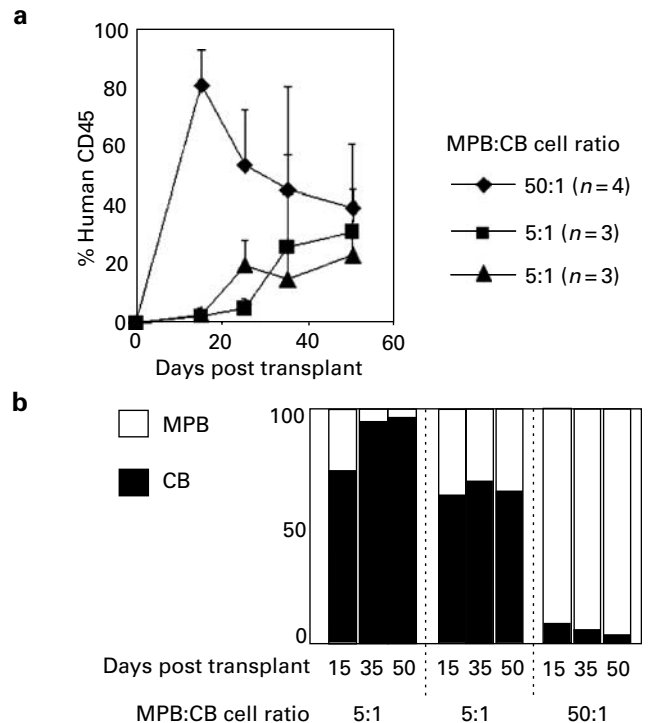 a
100
80
60
40
20
0
% Human CD45
0 20 40 60
Days post transplant
MPB:CB cell ratio
50:1 (n = 4)
5:1 (n = 3)
5:1 (n = 3)
b
MPB
CB
100
50
0
Days post transplant 15 35 50 15 35 50 15 35 50
MPB:CB cell ratio 5:1 5:1 50:1